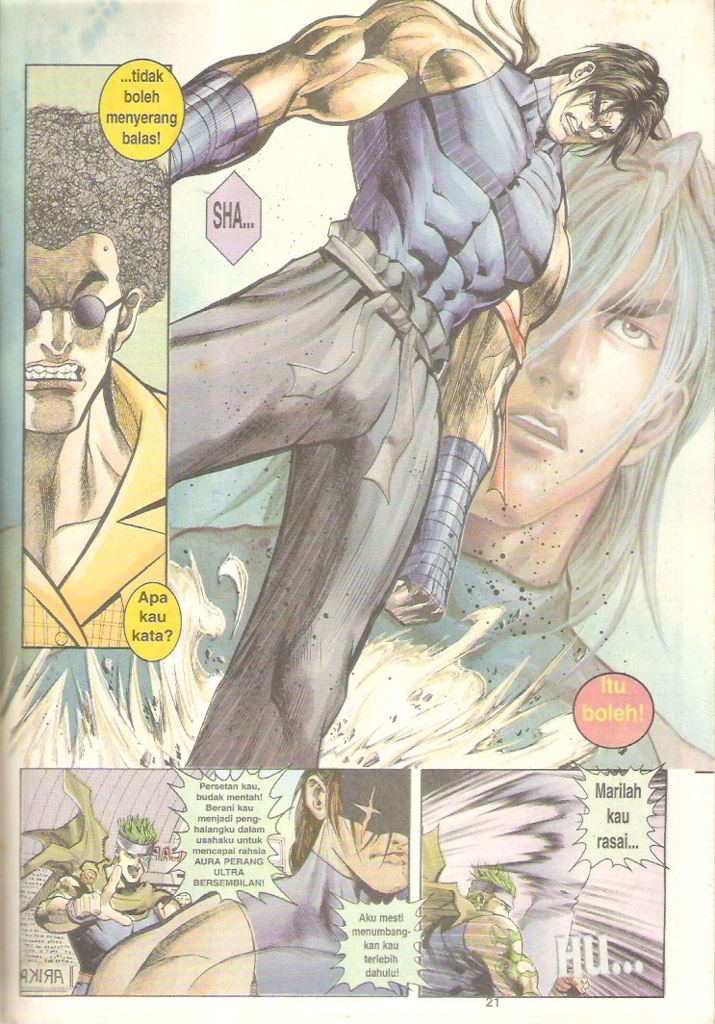 ...tidak
boleh
menyerang
balas!
SHA...
Apa
kau
kata?
Itu
boleh!
Persetan kau,
budak mentah!
Berani kau
menjadi peng-
halangku dalam
usahaku untuk
mencapai rahsia
AURA PERANG
ULTRA
BERSEMBILAN!
Aku mesti
menumbang-
kan kau
terlebih
dahulu!
Marilah
kau
rasai...
HU...
21